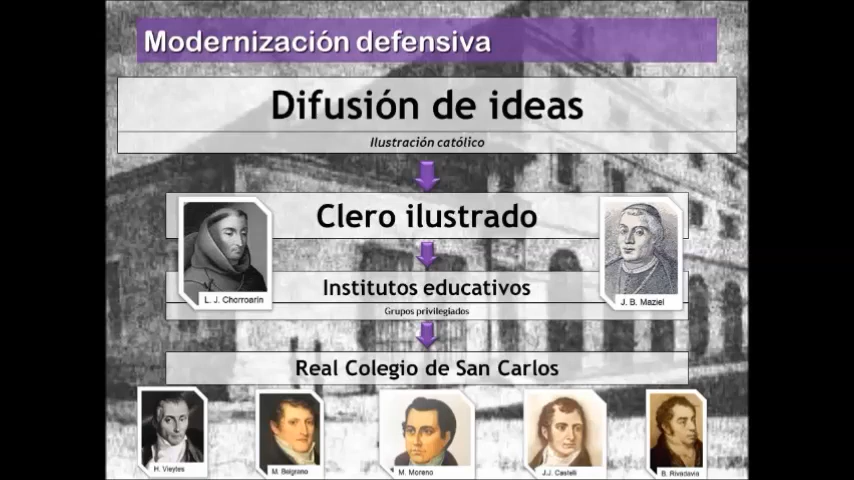 Modernización defensiva
Difusión de ideas
Ilustración católico
Clero ilustrado
L. J. Chorroarin
J. B. Maziel
Institutos educativos
Grupos privilegiados
Real Colegio de San Carlos
H. Vieytes
M. Belgrano
M. Moreno
J.J. Castelli
B. Rivadavia